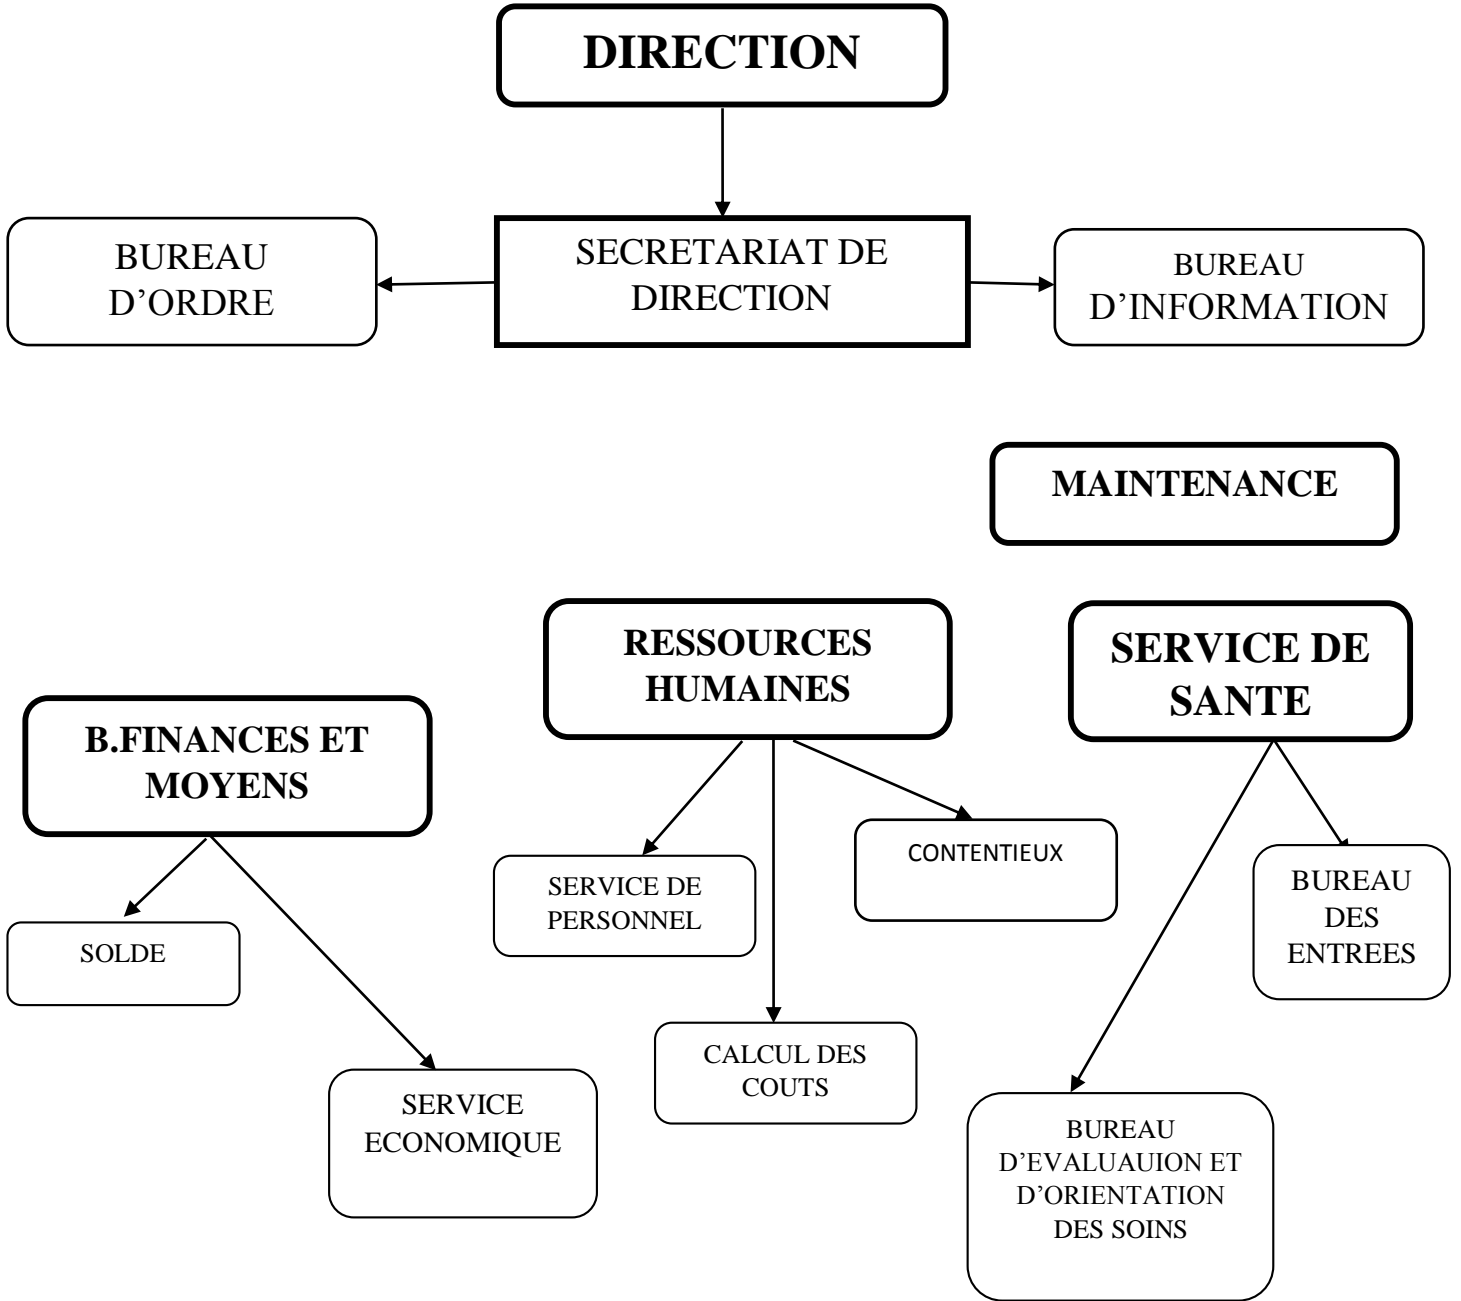 DIRECTION
BUREAU
D’ORDRE
SECRETARIAT DE
DIRECTION
BUREAU
D’INFORMATION
MAINTENANCE
RESSOURCES
HUMAINES
SERVICE DE
SANTE
B.FINANCES ET
MOYENS
CONTENTIEUX
SERVICE DE
PERSONNEL
BUREAU
DES
ENTREES
SOLDE
CALCUL DES
COUTS
SERVICE
ECONOMIQUE
BUREAU
D’EVALUAUION ET
D’ORIENTATION
DES SOINS